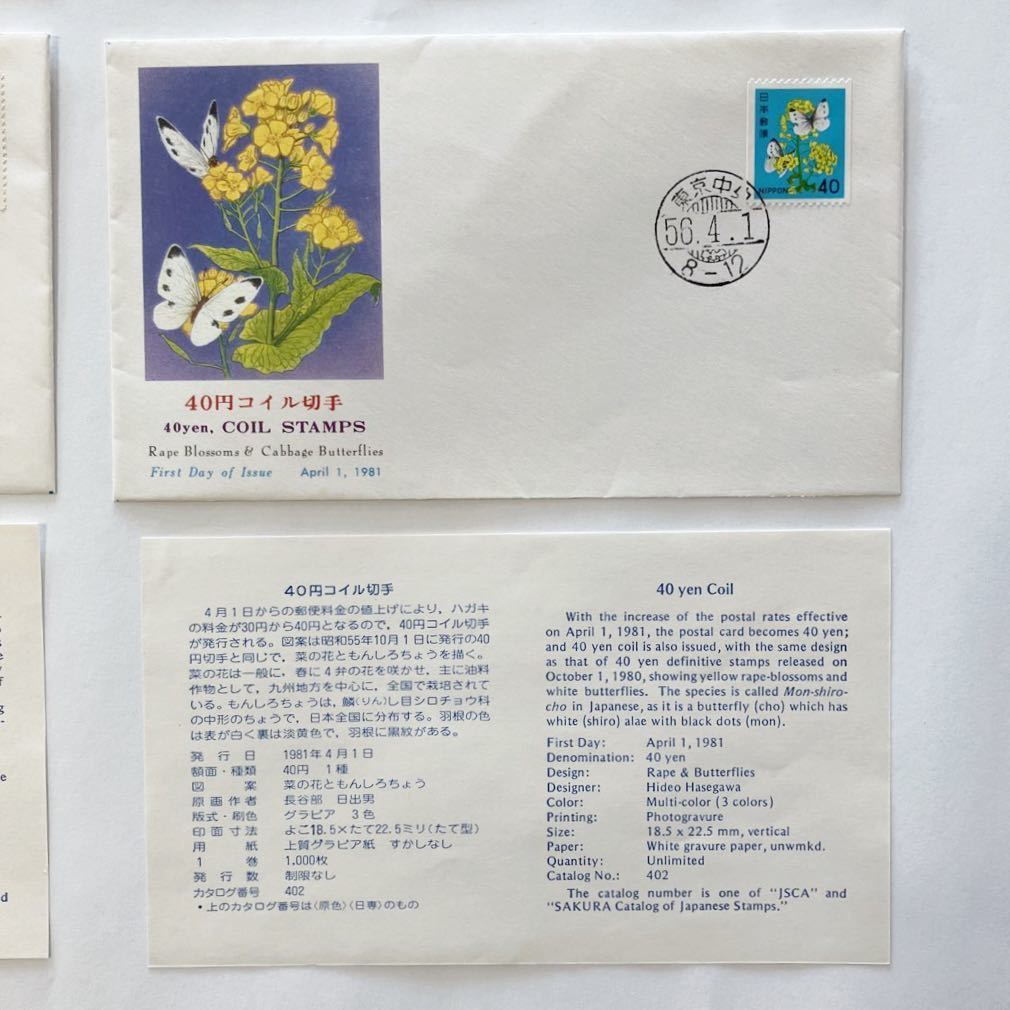 日本郵便
NIPPON 40
東京中央
56.4.1
8-12
40円コイル切手
40yen, COIL STAMPS
Rape Blossoms & Cabbage Butterflies
First Day of Issue April 1, 1981
40円コイル切手
4月1日からの郵便料金の値上げにより，ハガキ
の料金が30円から40円となるので，40円コイル切手
が発行される。図案は昭和55年10月1日に発行の40
円切手と同じで，菜の花ともんしろちょうを描く。
菜の花は一般に，春に4弁の花を咲かせ，主に油料
作物として，九州地方を中心に，全国で栽培されて
いる。もんしろちょうは，鱗(りん)し目シロチョウ科
の中形のちょうで，日本全国に分布する。羽根の色
は表が白く裏は淡黄色で，羽根に黒紋がある。
発行日 1981年4月1日
額面・種類 40円 1種
図案 菜の花ともんしろちょう
原画作者 長谷部 日出男
版式・刷色 グラビア 3色
印面寸法 よこ18.5×たて22.5ミリ(たて型)
用紙 上質グラビア紙 すかしなし
1巻 1,000枚
発行数 制限なし
カタログ番号 402
・上のカタログ番号は〈原色〉〈日専〉のもの
40 yen Coil
With the increase of the postal rates effective
on April 1, 1981, the postal card becomes 40 yen;
and 40 yen coil is also issued, with the same design
as that of 40 yen definitive stamps released on
October 1, 1980, showing yellow rape-blossoms and
white butterflies. The species is called Mon-shiro-
cho in Japanese, as it is a butterfly (cho) which has
white (shiro) alae with black dots (mon).
First Day: April 1, 1981
Denomination: 40 yen
Design: Rape & Butterflies
Designer: Hideo Hasegawa
Color: Multi-color (3 colors)
Printing: Photogravure
Size: 18.5 x 22.5 mm, vertical
Paper: White gravure paper, unwmkd.
Quantity: Unlimited
Catalog No.: 402
The catalog number is one of "JSCA" and
"SAKURA Catalog of Japanese Stamps."